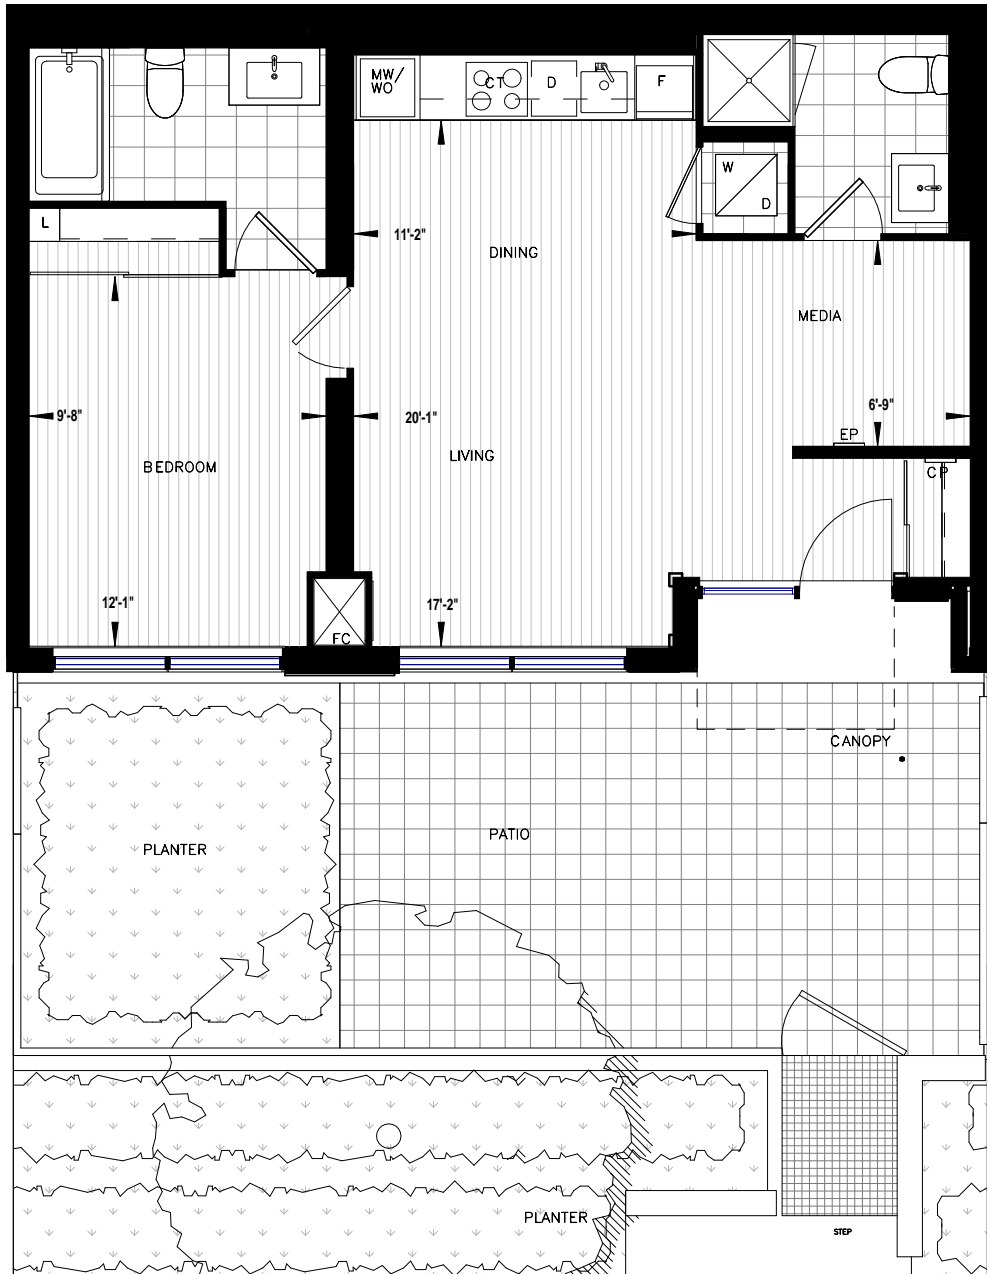 MW/
WO
CT
D
F
W
D
L
11'-2"
DINING
MEDIA
9'-8"
20'-1"
6'-9"
EP
LIVING
BEDROOM
CP
12'-1"
17'-2"
FC
CANOPY
PATIO
PLANTER
PLANTER
STEP